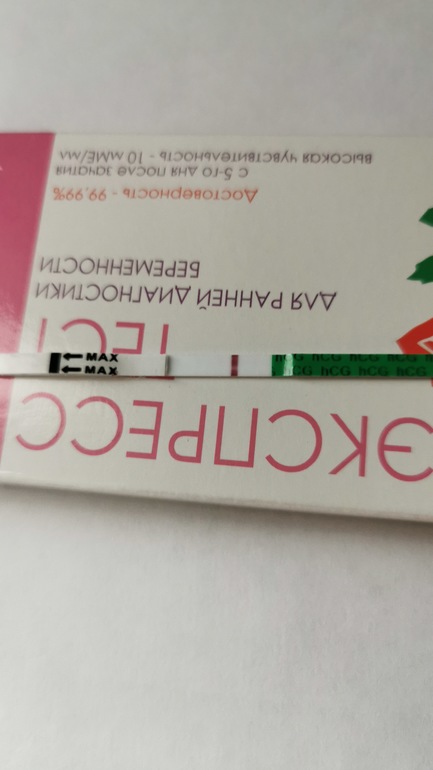 ЭКСПРЕСС
ТЕСТ
ДЛЯ РАННЕЙ ДИАГНОСТИКИ
БЕРЕМЕННОСТИ
Достоверность - 99,99%
с 5-го дня после зачатия
высокая чувствительность - 10 мМЕ/мл
MAX
MAX
hCG hCG hCG hCG hCG
CG hCG hCG hCG